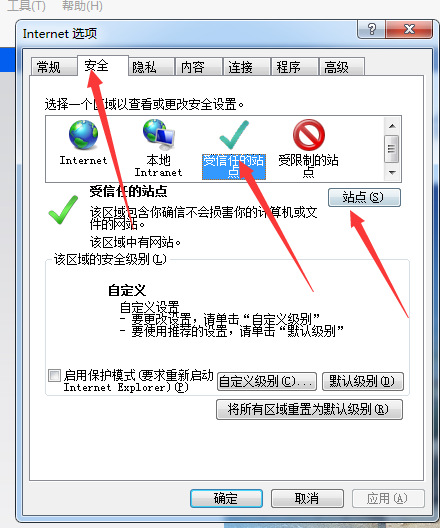 工具(T) 帮助(H)
Internet 选项
常规 安全 隐私 内容 连接 程序 高级
选择一个区域以查看或更改安全设置。
Internet
本地
Intranet
受信任的站
点
受限制的站
点
受信任的站点
站点(S)
该区域包含你确信不会损害你的计算机或文
件的网站。
该区域中有网站。
该区域的安全级别(L)
自定义
自定义设置
- 要更改设置，请单击“自定义级别”
- 要使用推荐的设置，请单击“默认级别”
启用保护模式(要求重新启动
Internet Explorer)(P)
自定义级别(C)... 默认级别(D)
将所有区域重置为默认级别(R)
确定 取消 应用(A)